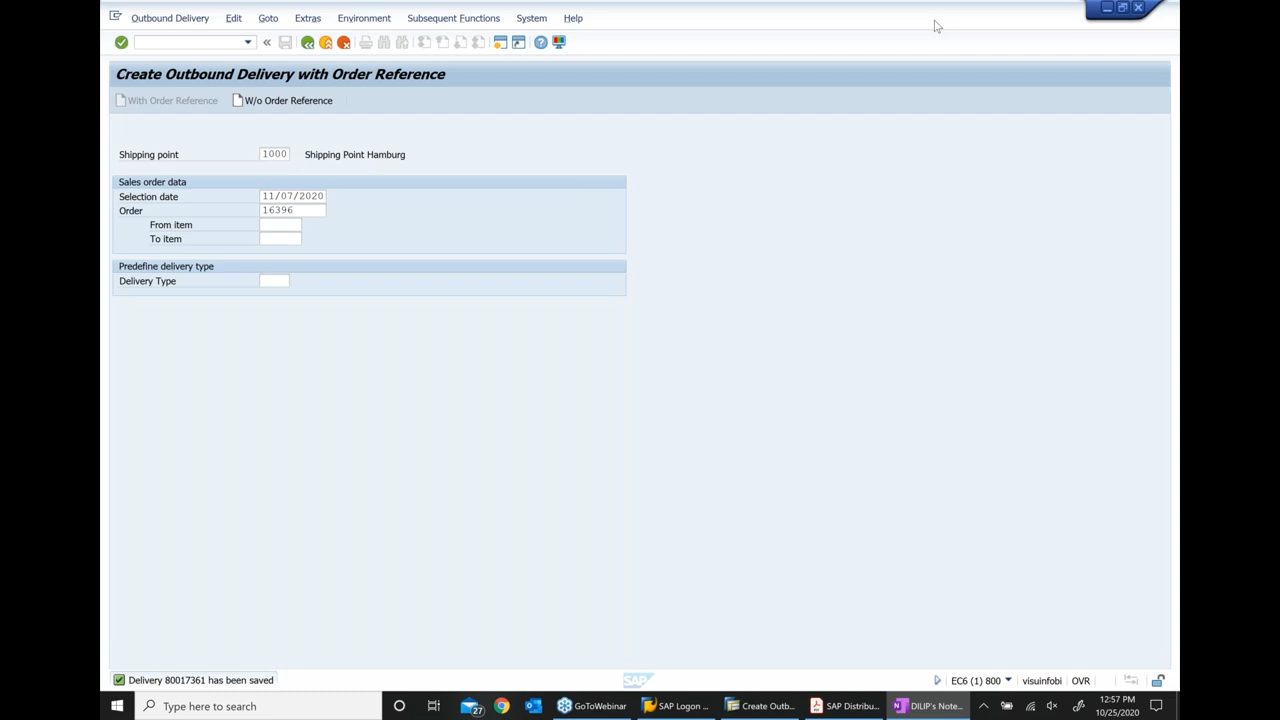 Outbound Delivery Edit Goto Extras Environment Subsequent Functions System Help
Create Outbound Delivery with Order Reference
With Order Reference W/o Order Reference
Shipping point 1000 Shipping Point Hamburg
Sales order data
Selection date 11/07/2020
Order 16396
From item
To item
Predefine delivery type
Delivery Type
Delivery 80017361 has been saved
SAP
EC6 (1) 800 visuinfobi OVR
Type here to search
27
GoToWebinar
SAP Logon ...
Create Outb...
SAP Distribu...
DILIP's Note...
12:57 PM
10/25/2020